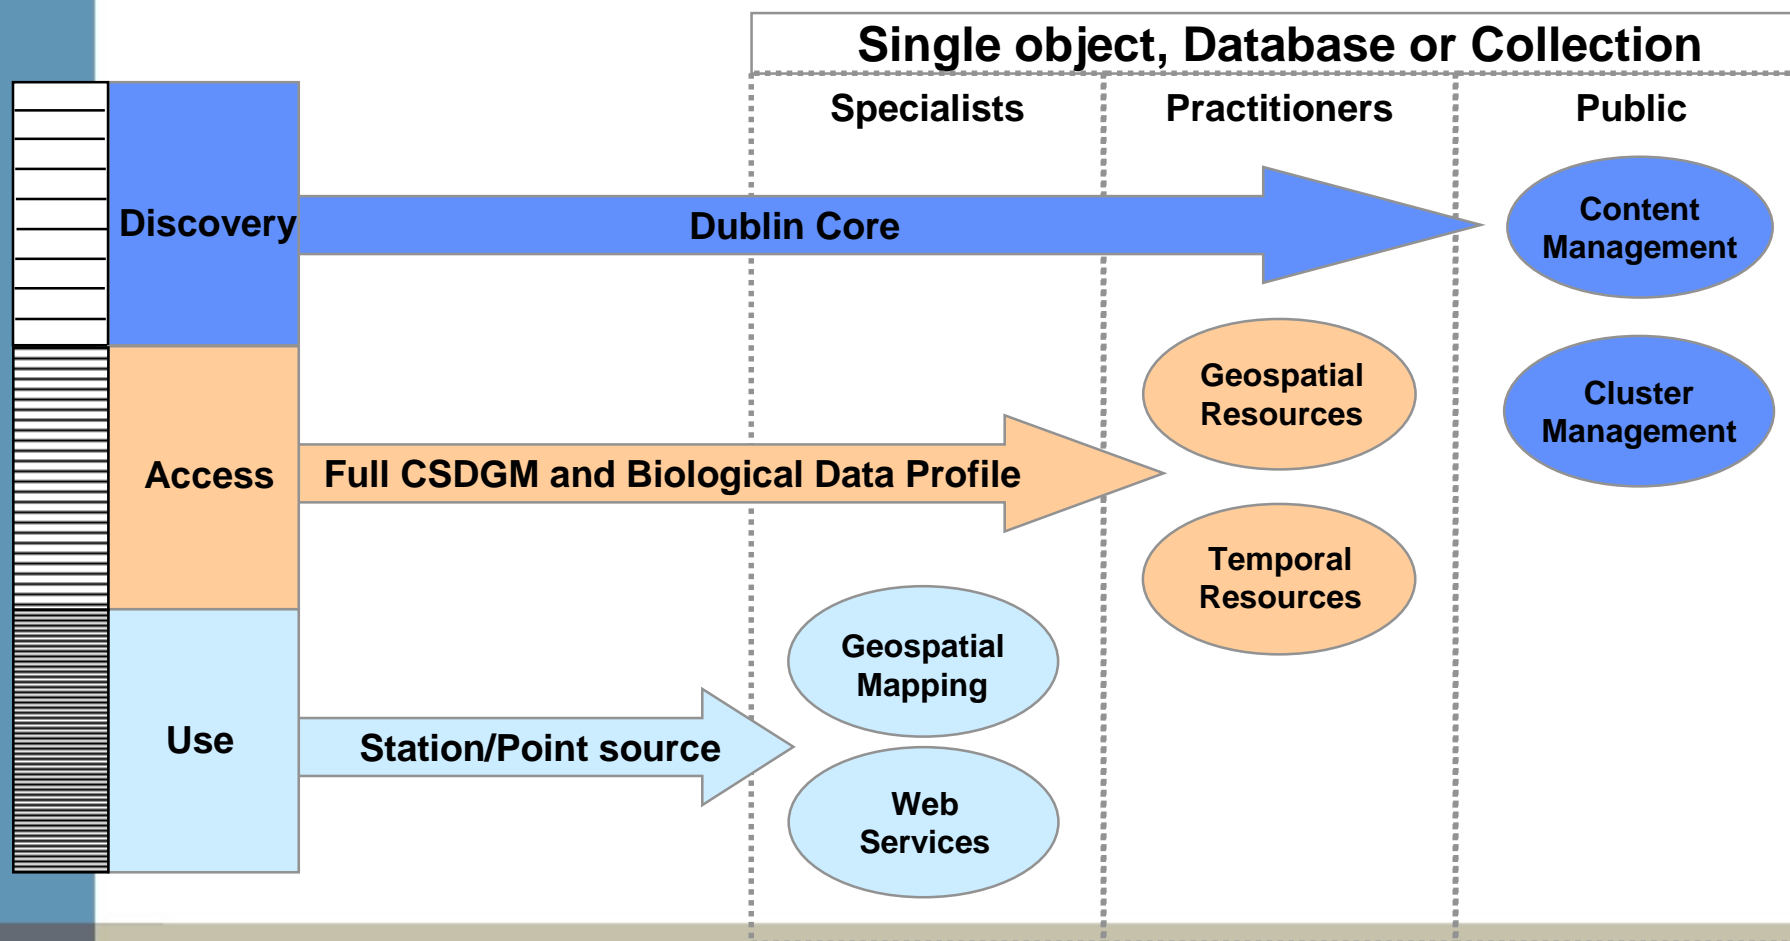 Single object, Database or Collection
Specialists
Practitioners
Public
Discovery
Dublin Core
Content
Management
Geospatial
Resources
Cluster
Management
Access
Full CSDGM and Biological Data Profile
Temporal
Resources
Geospatial
Mapping
Use
Station/Point source
Web
Services